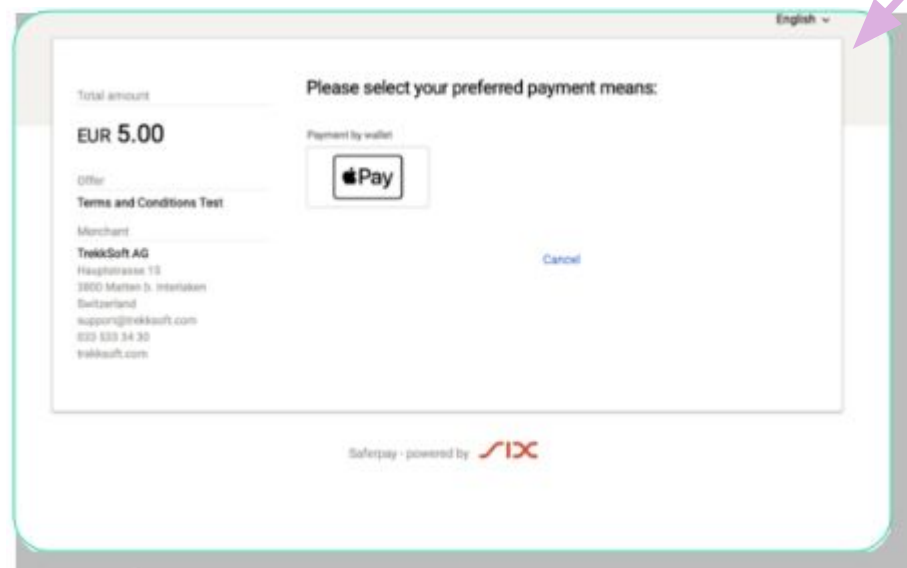 English
Total amount
EUR 5.00
Offer
Terms and Conditions Test
Merchant
TrekkSoft AG
Hauptstrasse 15
3800 Matten b. Interlaken
Switzerland
support@trekksoft.com
033 533 34 30
trekksoft.com
Please select your preferred payment means:
Payment by wallet
Pay
Cancel
Saferpay - powered by SIX